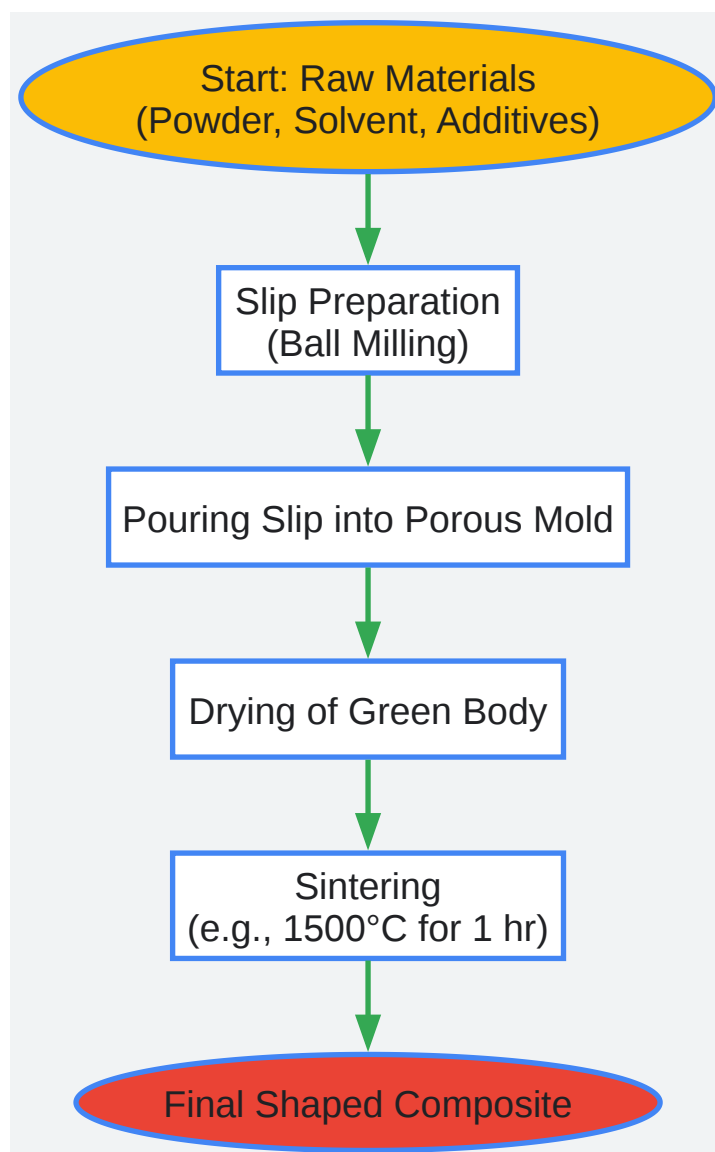 Start: Raw Materials
(Powder, Solvent, Additives)
Slip Preparation
(Ball Milling)
Pouring Slip into Porous Mold
Drying of Green Body
Sintering
(e.g., 1500°C for 1 hr)
Final Shaped Composite